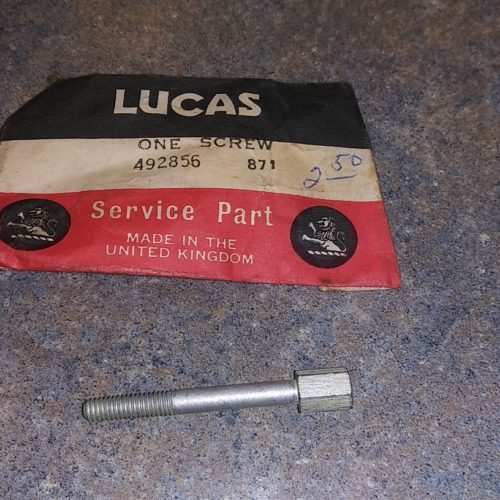 LUCAS
ONE SCREW
492856 871
2 50
Service Part
MADE IN THE
UNITED KINGDOM